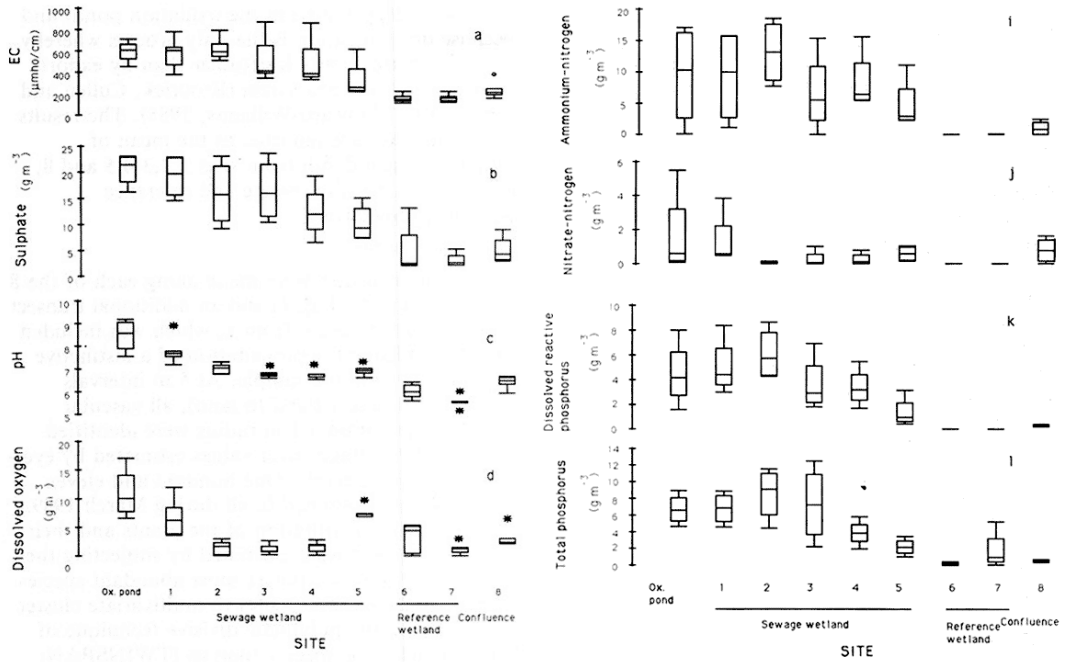 EC
(µmho/cm)
1000
800
600
400
200
0
a
Sulphate (g.m⁻³)
25
20
15
10
5
0
b
pH
10
9
8
7
6
5
c
Dissolved oxygen
(g.m⁻³)
20
15
10
5
0
d
Ox. pond 1 2 3 4 5 6 7 8
Sewage wetland
Reference
wetland
Confluence
SITE
Ammonium-nitrogen
(g.m⁻³)
20
15
10
5
0
i
Nitrate-nitrogen
(g.m⁻³)
6
4
2
0
j
Dissolved reactive
phosphorus
(g.m⁻³)
10
8
6
4
2
0
k
Total phosphorus
(g.m⁻³)
14
12
10
8
6
4
2
0
l
Ox.
pond
1 2 3 4 5 6 7 8
Sewage wetland
Reference
wetland
Confluence
SITE